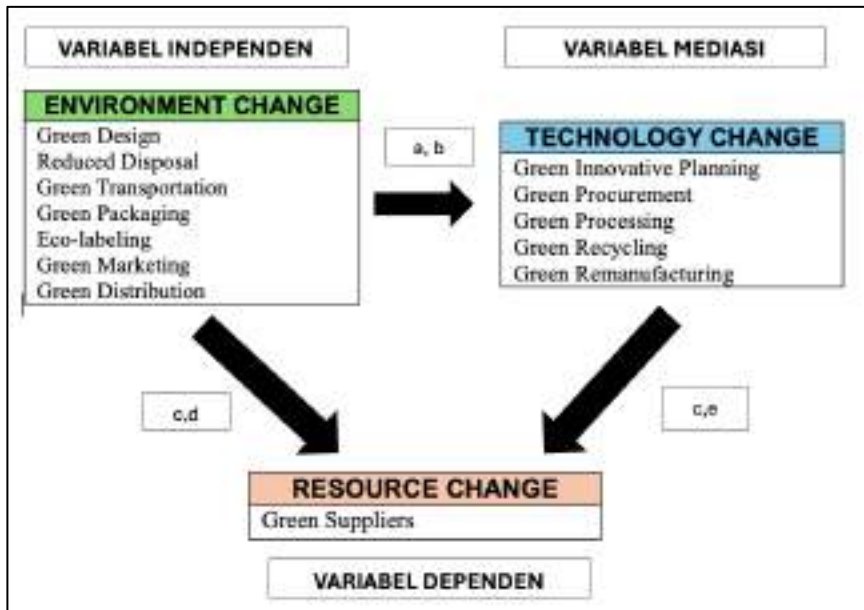 VARIABEL INDEPENDEN
VARIABEL MEDIASI
ENVIRONMENT CHANGE
Green Design
Reduced Disposal
Green Transportation
Green Packaging
Eco-labeling
Green Marketing
Green Distribution
a, b
TECHNOLOGY CHANGE
Green Innovative Planning
Green Procurement
Green Processing
Green Recycling
Green Remanufacturing
c,d
c,e
RESOURCE CHANGE
Green Suppliers
VARIABEL DEPENDEN